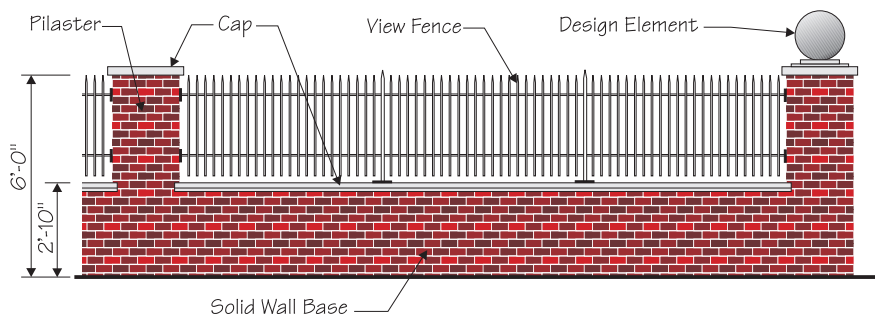 Pilaster
Cap
View Fence
Design Element
6'-0"
2'-10"
Solid Wall Base